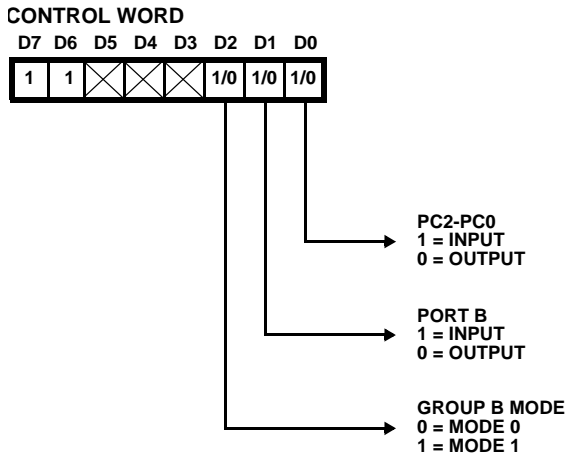 CONTROL WORD
D7 D6 D5 D4 D3 D2 D1 D0
1 1 1/0 1/0 1/0
PC2-PC0
1 = INPUT
0 = OUTPUT
PORT B
1 = INPUT
0 = OUTPUT
GROUP B MODE
0 = MODE 0
1 = MODE 1